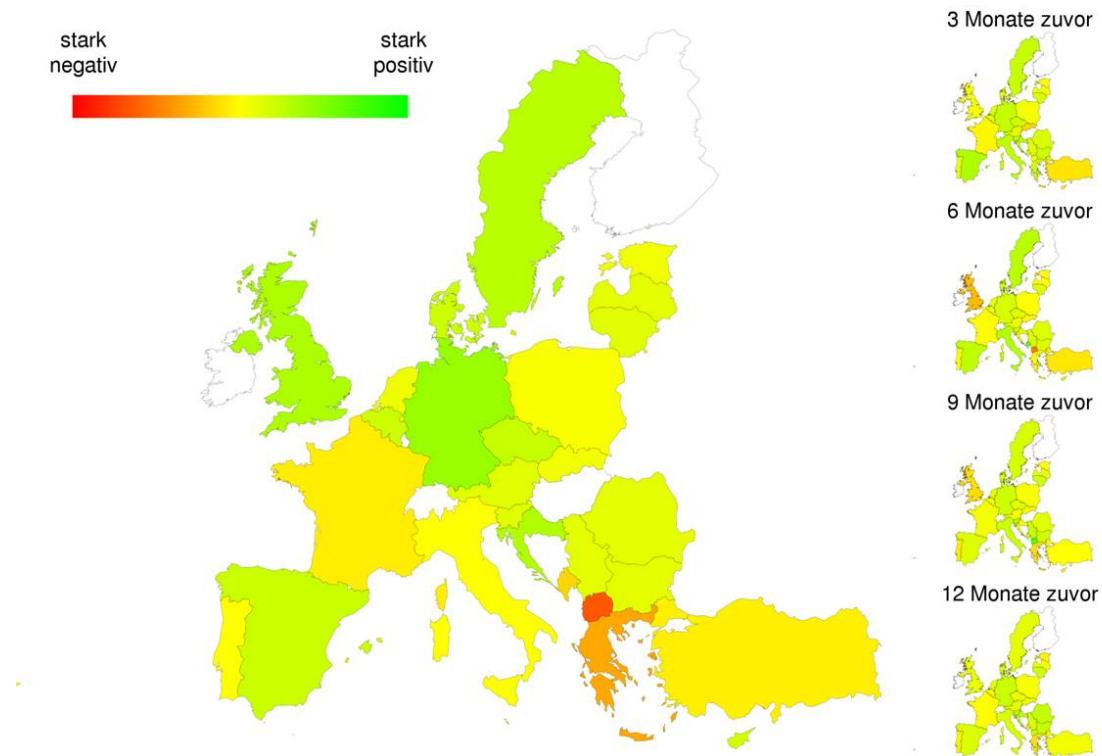 stark
negativ
stark
positiv
3 Monate zuvor
6 Monate zuvor
9 Monate zuvor
12 Monate zuvor